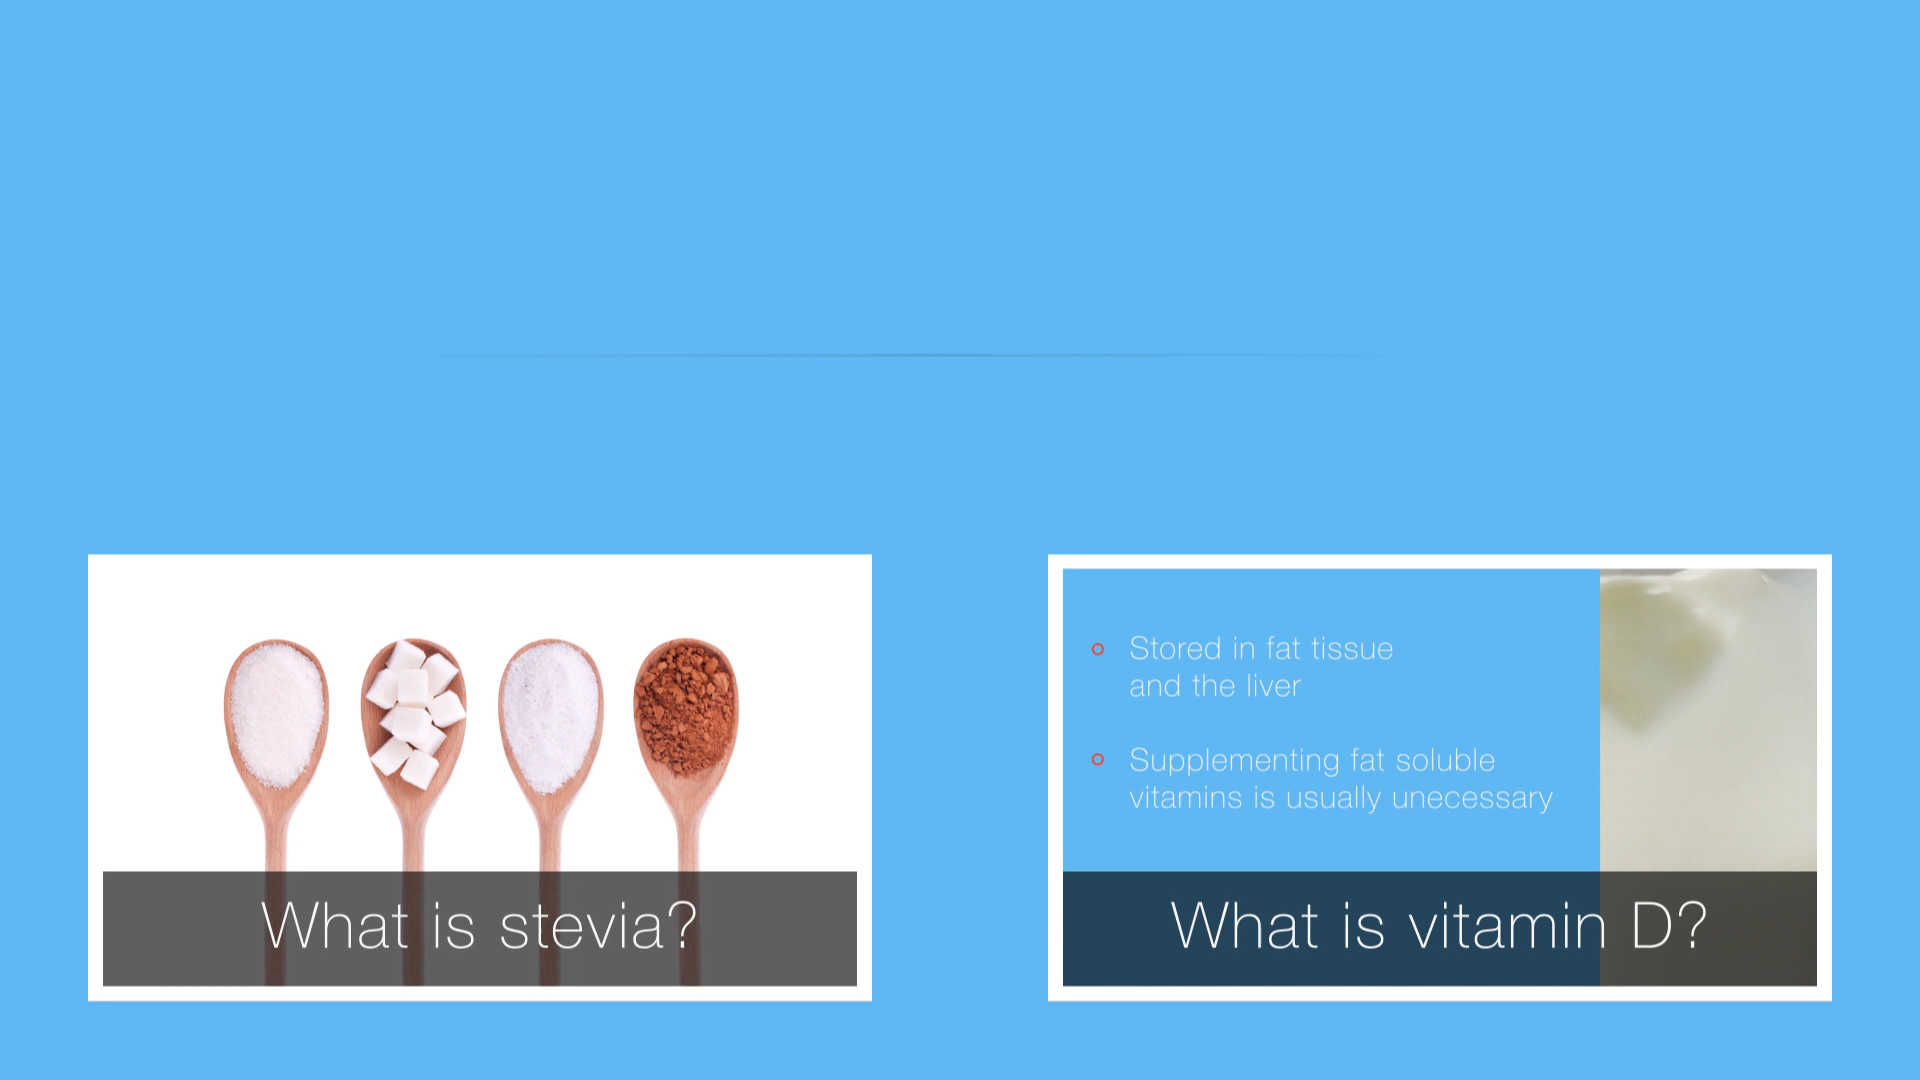 Stored in fat tissue
and the liver
Supplementing fat soluble
vitamins is usually unecessary
What is stevia?
What is vitamin D?